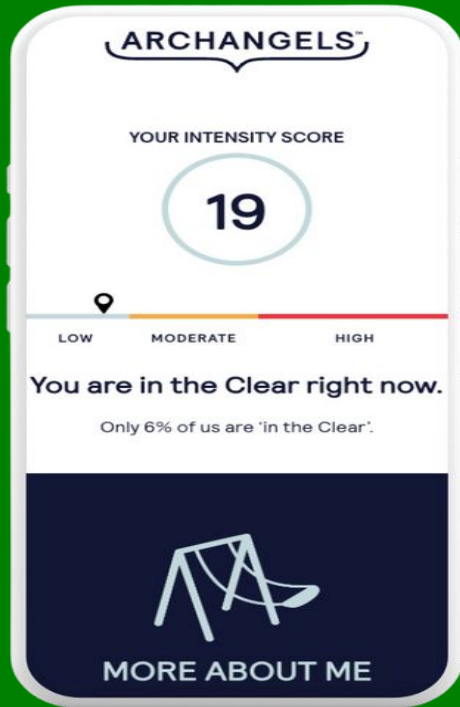 ARCHANGELS™
YOUR INTENSITY SCORE
19
LOW MODERATE HIGH
You are in the Clear right now.
Only 6% of us are 'in the Clear'.
MORE ABOUT ME